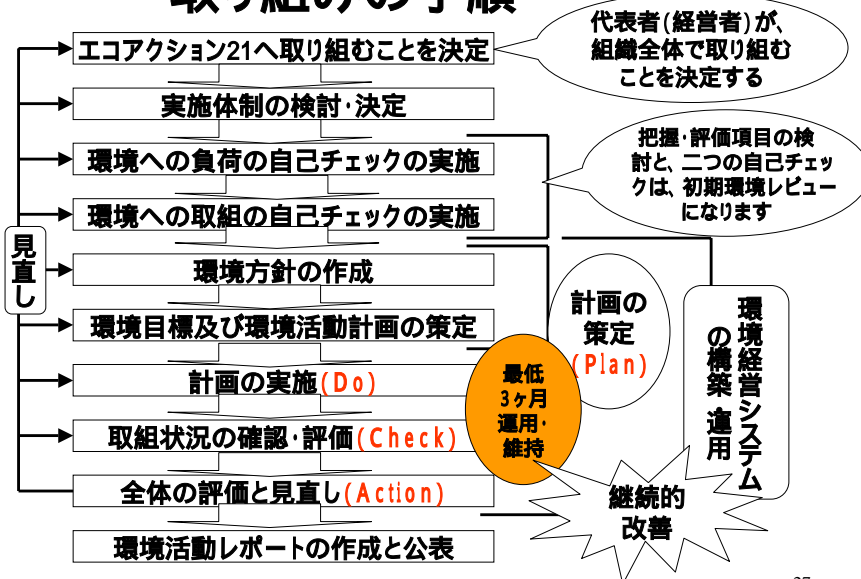 取り組みの手順
エコアクション21へ取り組むことを決定
代表者(経営者)が、
組織全体で取り組む
ことを決定する
実施体制の検討・決定
環境への負荷の自己チェックの実施
把握・評価項目の検
討と、二つの自己チェッ
クは、初期環境レビュー
になります
環境への取組の自己チェックの実施
見直し
環境方針の作成
環境目標及び環境活動計画の策定
計画の
策定
(Plan)
環境経営システム
の構築・運用
計画の実施(Do)
最低
3ヶ月
運用・
維持
取組状況の確認・評価(Check)
全体の評価と見直し(Action)
継続的
改善
環境活動レポートの作成と公表